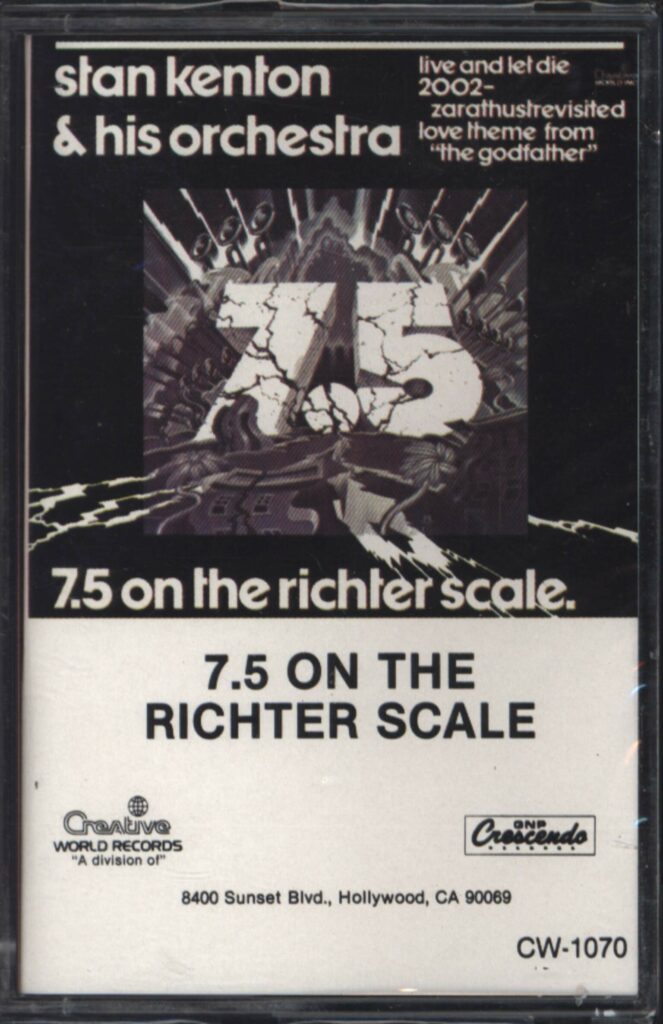 stan kenton
& his orchestra
live and let die
2002-
zarathustrevisited
love theme from
"the godfather"
7.5
7.5 on the richter scale.
7.5 ON THE
RICHTER SCALE
Creative
WORLD RECORDS
"A division of"
GNP
Crescendo
8400 Sunset Blvd., Hollywood, CA 90069
CW-1070